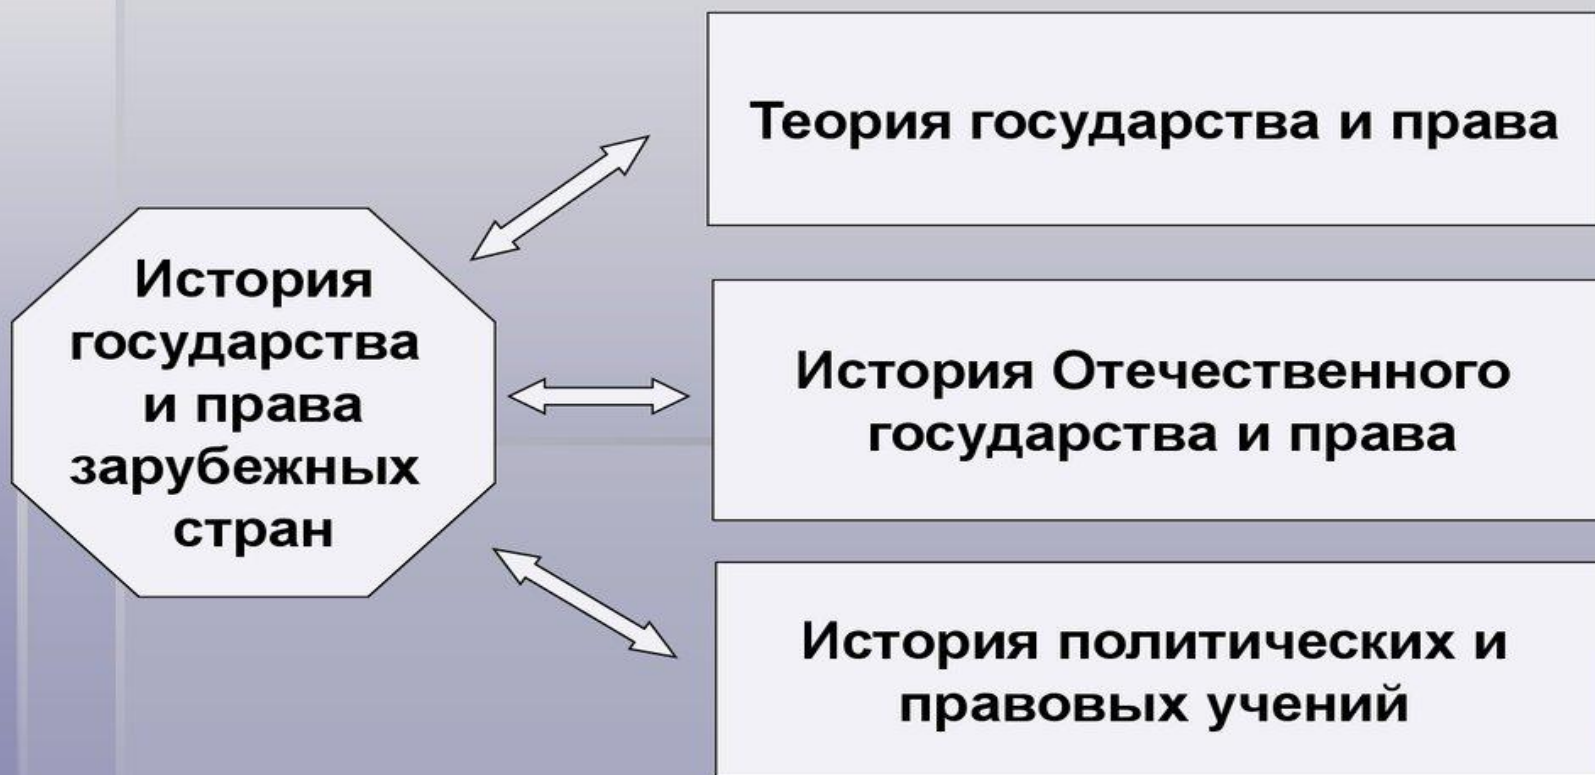 История
государства
и права
зарубежных
стран
Теория государства и права
История Отечественного
государства и права
История политических и
правовых учений